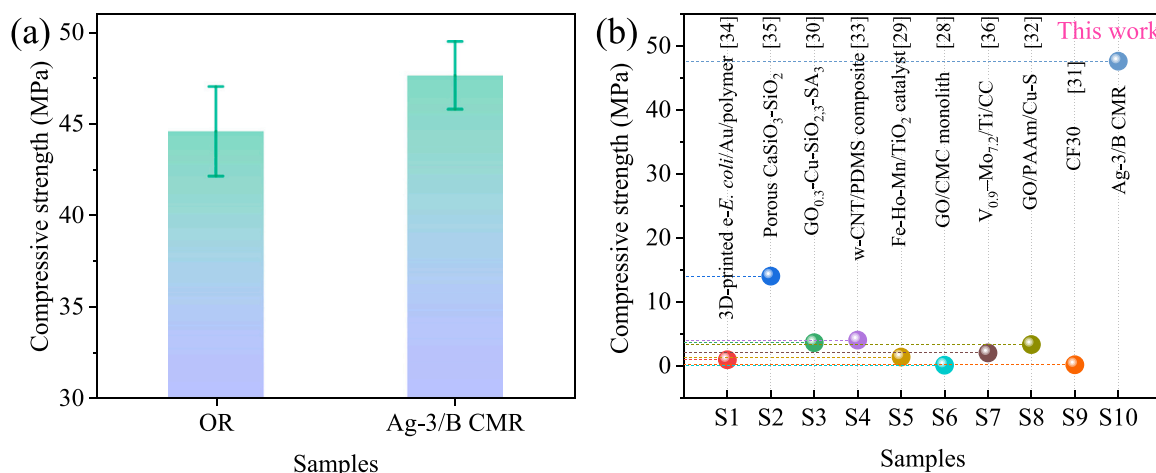 (a)
Compressive strength (MPa)
50
45
40
35
30
OR
Ag-3/B CMR
Samples
(b)
Compressive strength (MPa)
50
40
30
20
10
0
3D-printed e-E. coli/Au/polymer [34]
Porous CaSiO3-SiO2 [35]
GO0.3-Cu-SiO2,3-SA3 [30]
w-CNT/PDMS composite [33]
Fe-Ho-Mn/TiO2 catalyst [29]
GO/CMC monolith [28]
V0.9–Mo7.2/Ti/CC [36]
GO/PAAm/Cu-S [32]
CF30 [31]
This work
Ag-3/B CMR
S1 S2 S3 S4 S5 S6 S7 S8 S9 S10
Samples